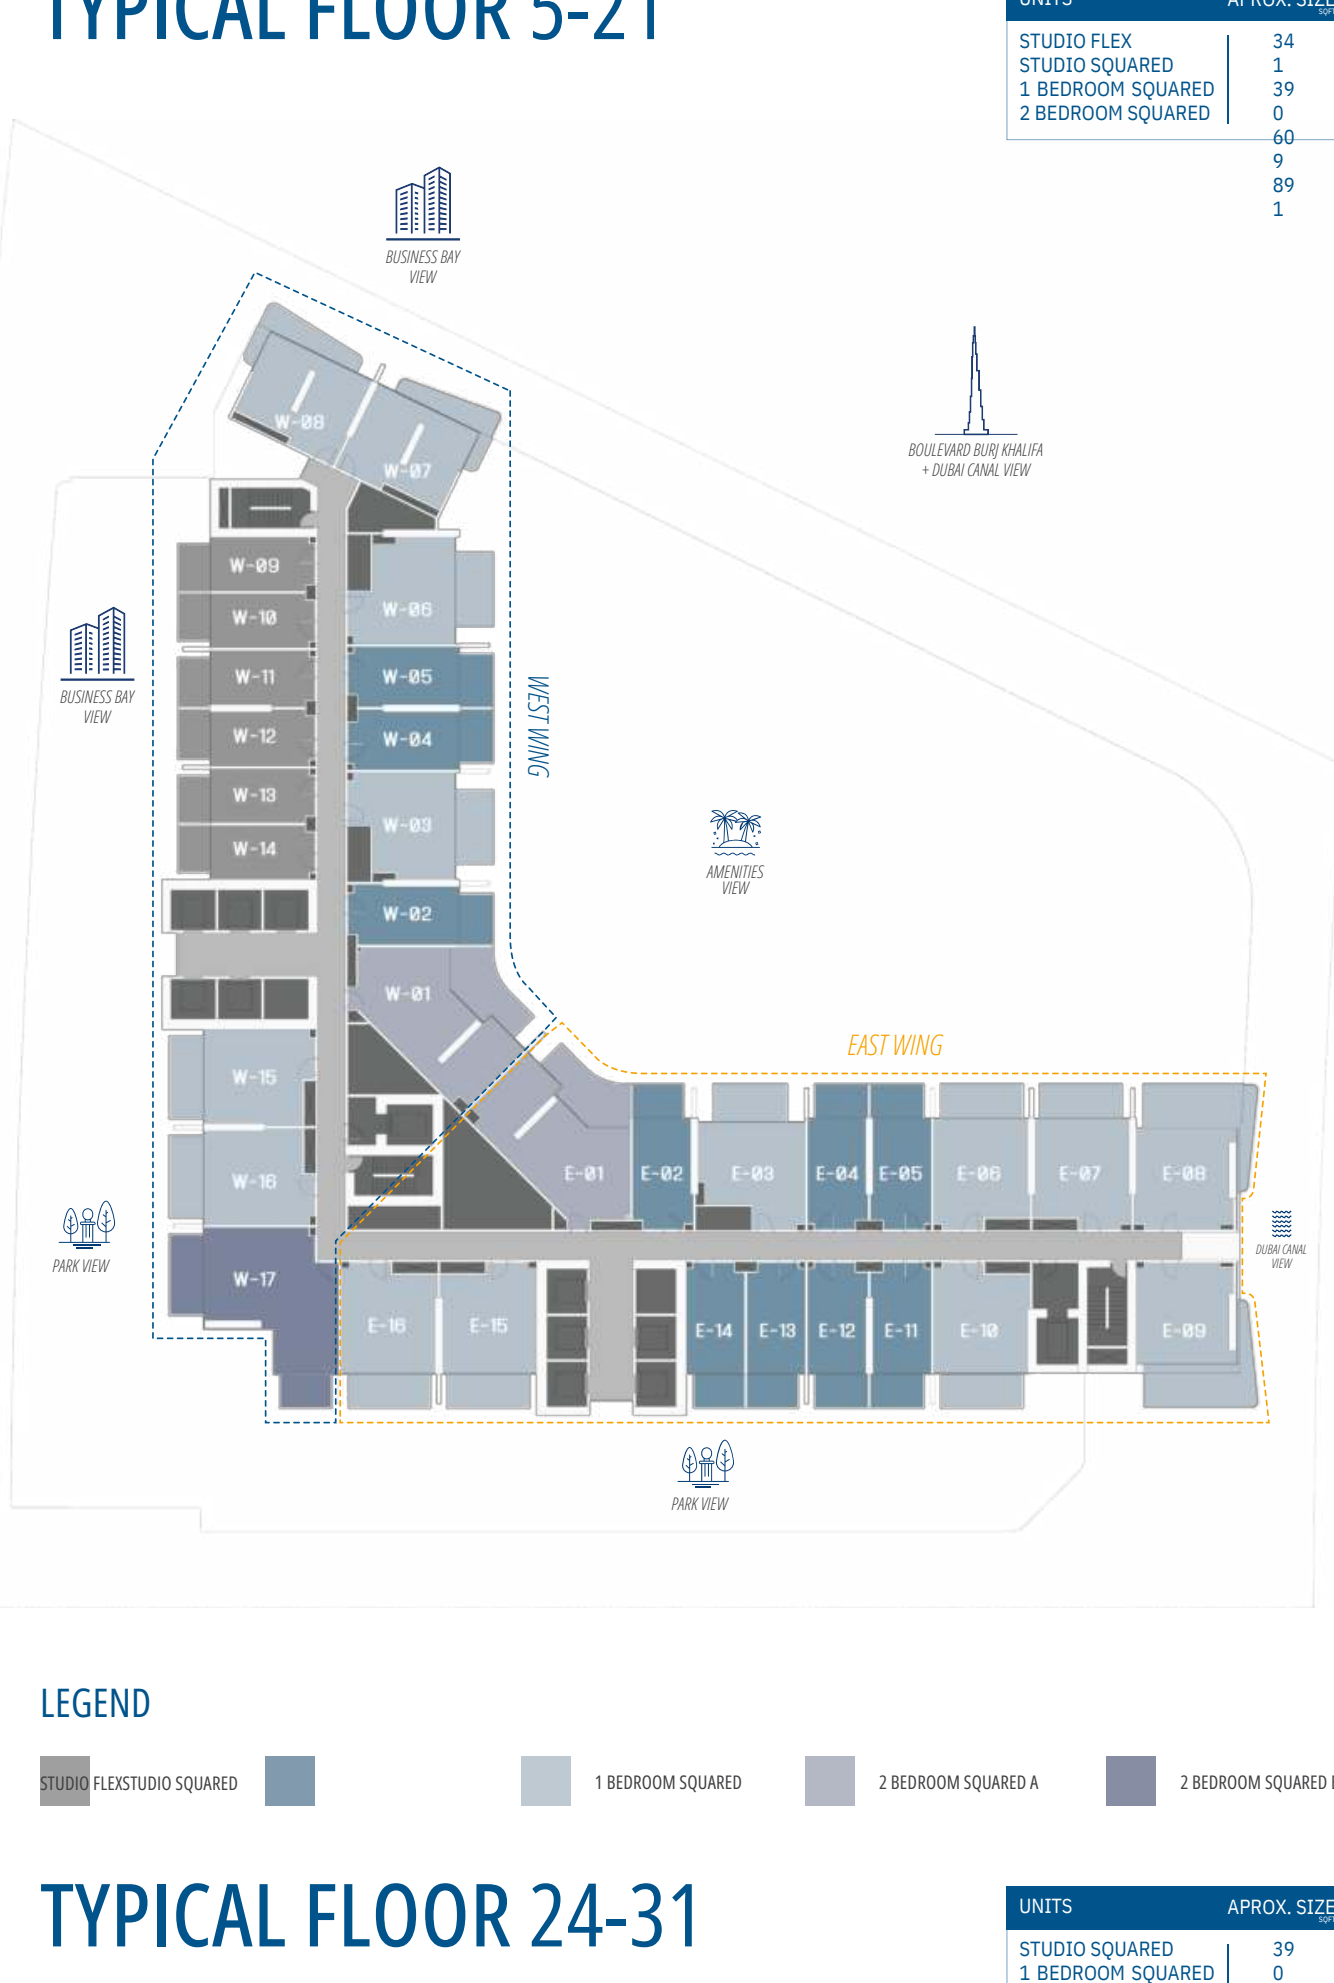 TYPICAL FLOOR 5-21
UNITS APROX. SIZE
SQFT
STUDIO FLEX 34
STUDIO SQUARED 1
1 BEDROOM SQUARED 39
2 BEDROOM SQUARED 0
60
9
89
1
BUSINESS BAY
VIEW
BOULEVARD BURJ KHALIFA
+ DUBAI CANAL VIEW
W-08
W-07
W-09
W-06
W-10
BUSINESS BAY
VIEW
W-11
W-05
WEST WING
W-12
W-04
W-13
W-03
W-14
AMENITIES
VIEW
W-02
W-01
EAST WING
W-15
W-16
E-01
E-02
E-03
E-04
E-05
E-06
E-07
E-08
PARK VIEW
DUBAI CANAL
VIEW
W-17
E-16
E-15
E-14
E-13
E-12
E-11
E-10
E-09
PARK VIEW
LEGEND
STUDIO FLEXSTUDIO SQUARED
1 BEDROOM SQUARED
2 BEDROOM SQUARED A
2 BEDROOM SQUARED
TYPICAL FLOOR 24-31
UNITS APROX. SIZE
SQFT
STUDIO SQUARED 39
1 BEDROOM SQUARED 0